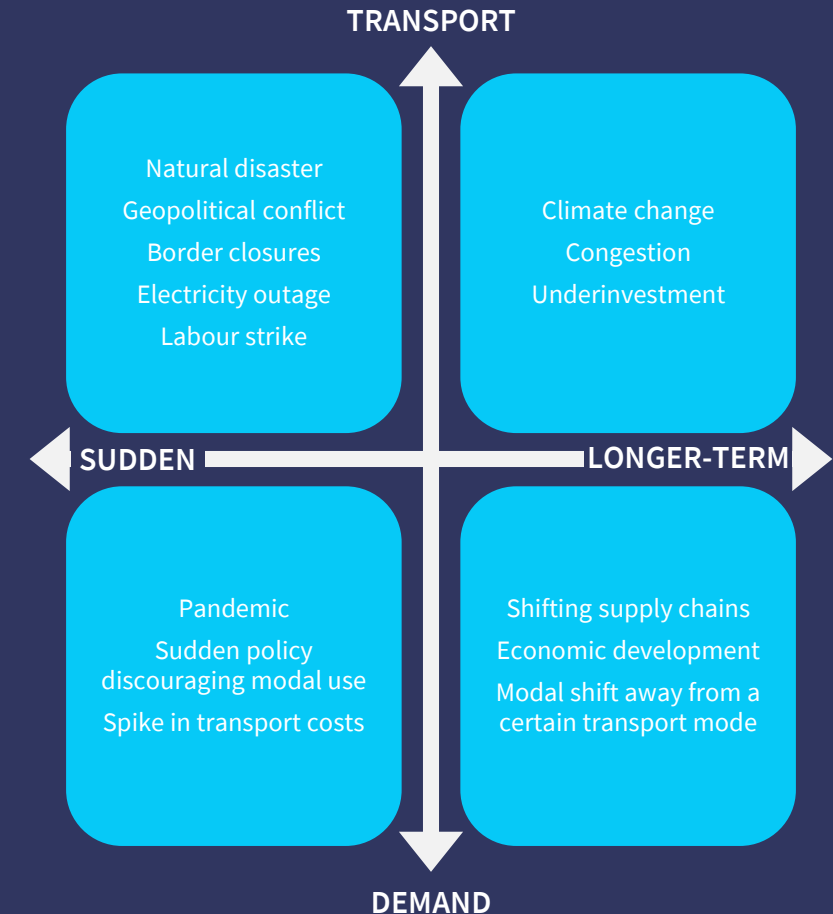 TRANSPORT
Natural disaster
Geopolitical conflict
Border closures
Electricity outage
Labour strike
Climate change
Congestion
Underinvestment
SUDDEN
LONGER-TERM
Pandemic
Sudden policy
discouraging modal use
Spike in transport costs
Shifting supply chains
Economic development
Modal shift away from a
certain transport mode
DEMAND